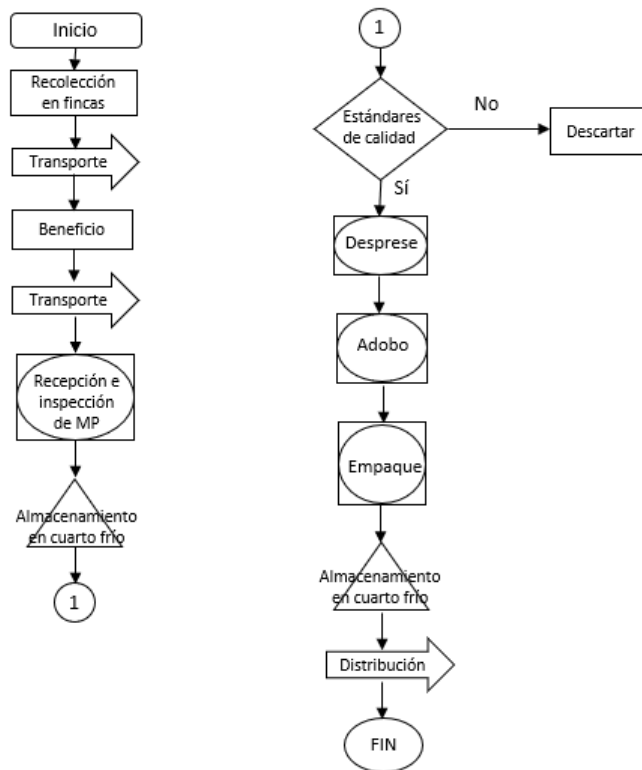 Inicio
Recolección
en fincas
Transporte
Beneficio
Transporte
Recepción e
inspección
de MP
Almacenamiento
en cuarto frío
1
1
Estándares
de calidad
No
Descartar
Sí
Desprese
Adobo
Empaque
Almacenamiento
en cuarto frío
Distribución
FIN